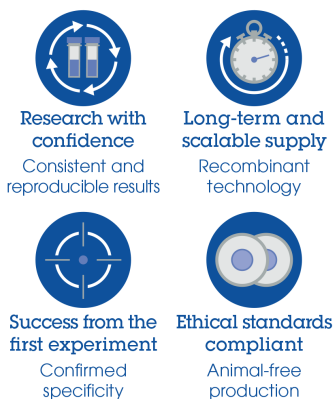 Research with
confidence
Consistent and
reproducible results
Long-term and
scalable supply
Recombinant
technology
Success from the
first experiment
Confirmed
specificity
Ethical standards
compliant
Animal-free
production